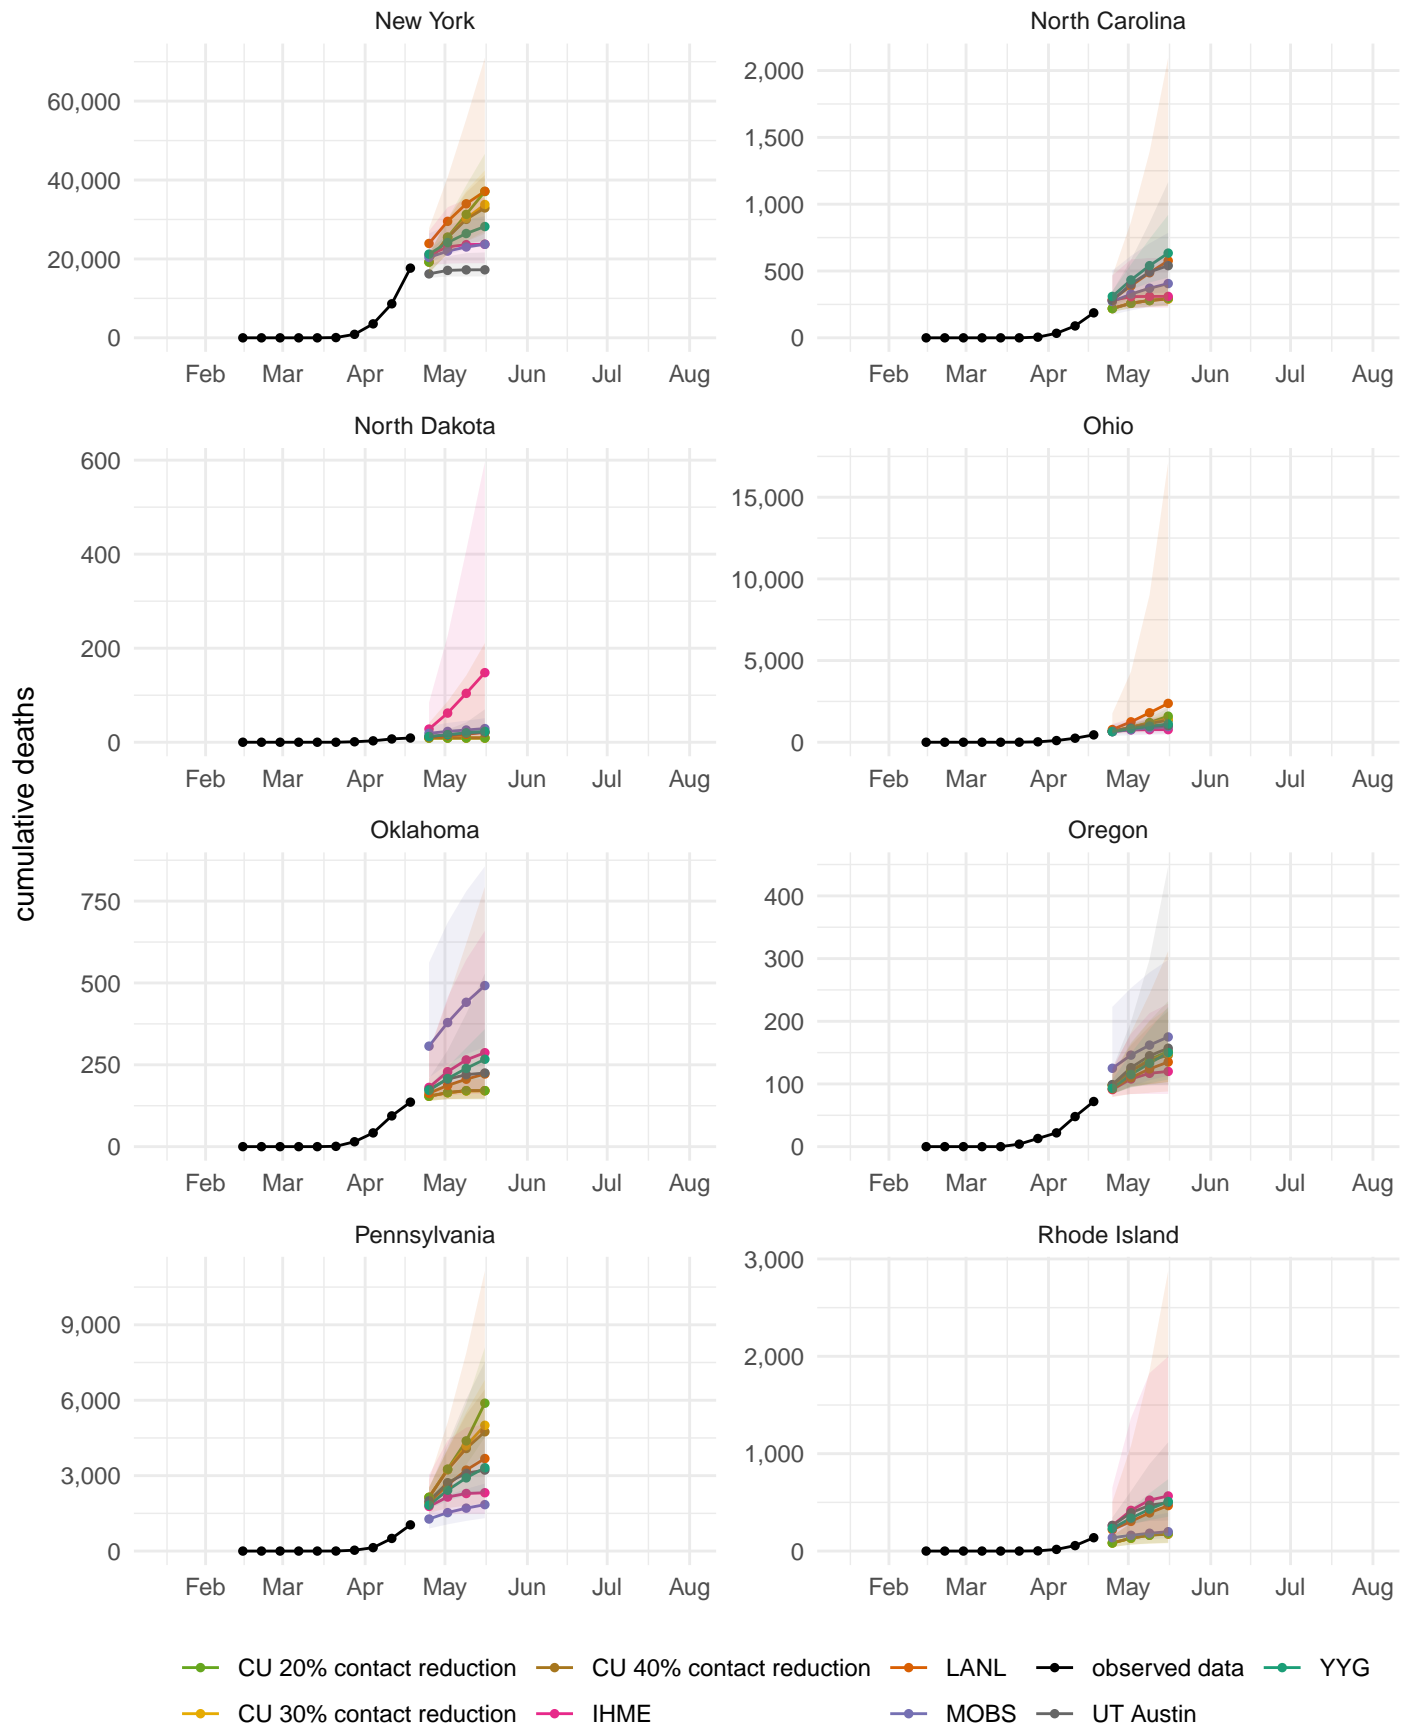 New York
North Carolina
60,000
40,000
20,000
0
2,000
1,500
1,000
500
0
Feb Mar Apr May Jun Jul Aug
Feb Mar Apr May Jun Jul Aug
North Dakota
Ohio
600
400
200
0
15,000
10,000
5,000
0
Feb Mar Apr May Jun Jul Aug
Feb Mar Apr May Jun Jul Aug
cumulative deaths
Oklahoma
Oregon
750
500
250
0
400
300
200
100
0
Feb Mar Apr May Jun Jul Aug
Feb Mar Apr May Jun Jul Aug
Pennsylvania
Rhode Island
9,000
6,000
3,000
0
3,000
2,000
1,000
0
Feb Mar Apr May Jun Jul Aug
Feb Mar Apr May Jun Jul Aug
CU 20% contact reduction CU 40% contact reduction LANL observed data YYG
CU 30% contact reduction IHME MOBS UT Austin